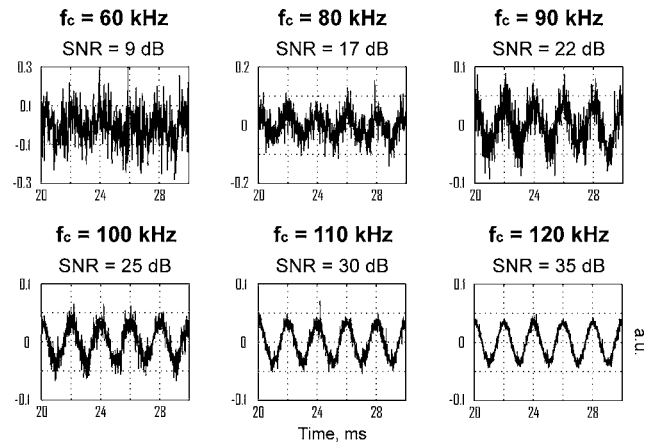 fc = 60 kHz
SNR = 9 dB
0.3
0.1
-0.1
-0.3
20
24
28
fc = 80 kHz
SNR = 17 dB
0.2
0
-0.2
20
24
28
fc = 90 kHz
SNR = 22 dB
0.1
0
-0.1
20
24
28
fc = 100 kHz
SNR = 25 dB
0.1
0
-0.1
20
24
28
fc = 110 kHz
SNR = 30 dB
0.1
0
-0.1
20
24
28
fc = 120 kHz
SNR = 35 dB
0.1
0
-0.1
20
24
28
a.u.
Time, ms